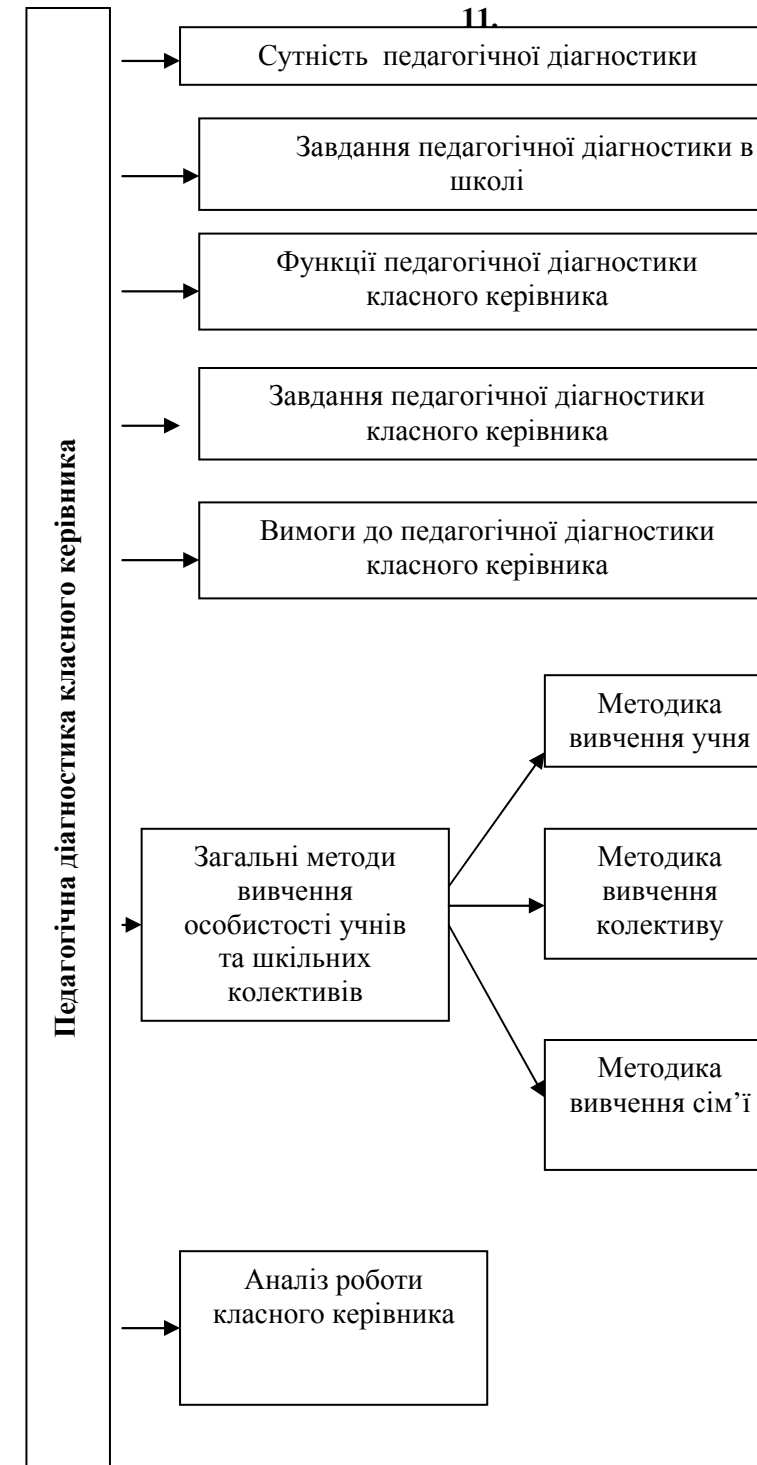 11.
Сутність педагогічної діагностики
Завдання педагогічної діагностики в
школі
Функції педагогічної діагностики
класного керівника
Завдання педагогічної діагностики
класного керівника
Вимоги до педагогічної діагностики
класного керівника
Педагогічна діагностика класного керівника
Загальні методи
вивчення
особистості учнів
та шкільних
колективів
Методика
вивчення учня
Методика
вивчення
колективу
Методика
вивчення сім’ї
Аналіз роботи
класного керівника